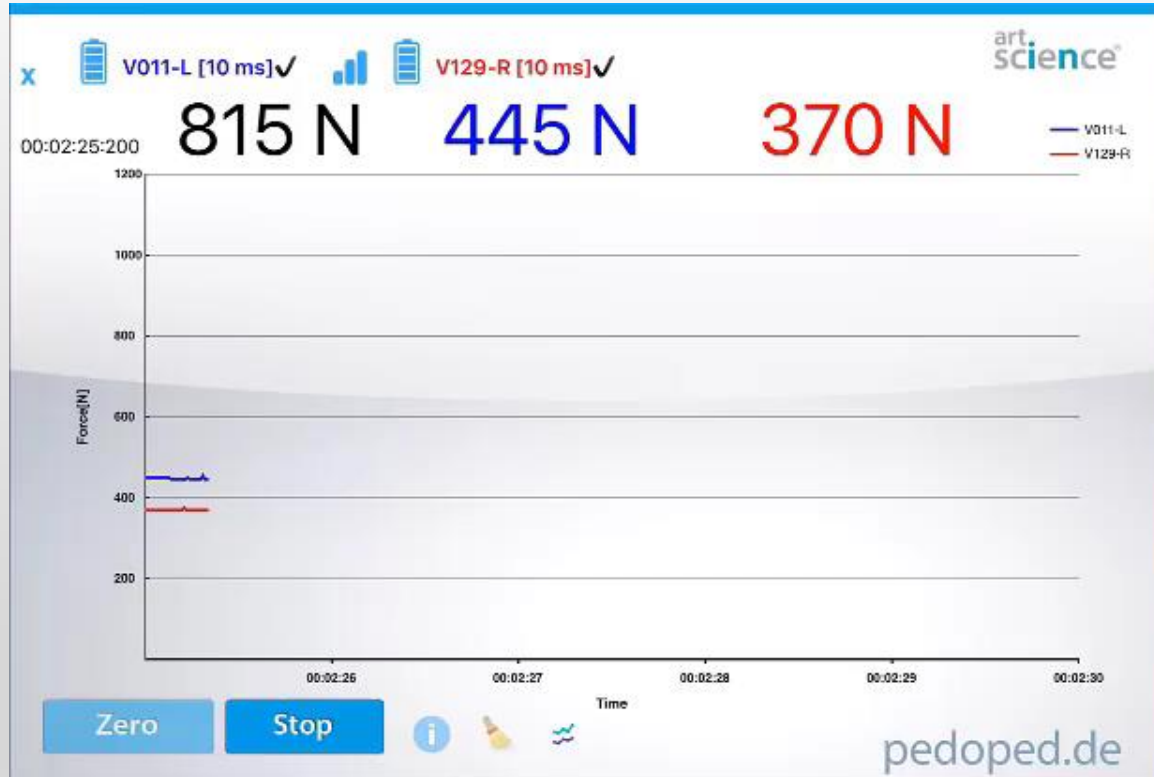 art
science®
x V011-L [10 ms]✓ V129-R [10 ms]✓
00:02:25:200 815 N 445 N 370 N
V011-L
V129-R
1200
1000
800
600
400
200
Force[N]
00:02:26 00:02:27 00:02:28 00:02:29 00:02:30
Time
Zero Stop i
pedoped.de